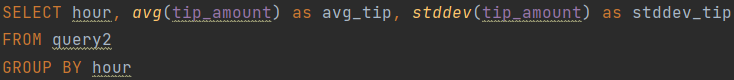 SELECT hour, avg(tip_amount) as avg_tip, stddev(tip_amount) as stddev_tip
FROM query2
GROUP BY hour